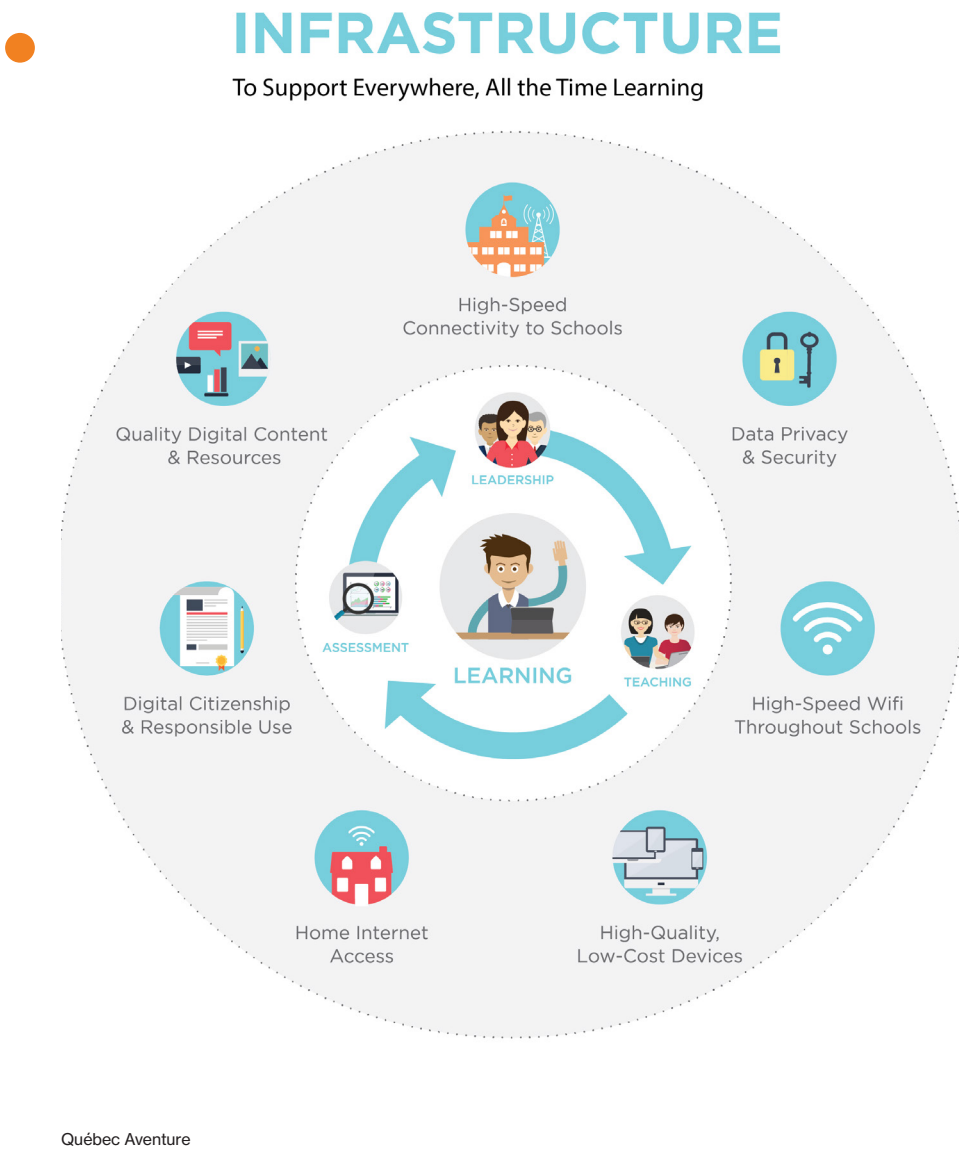 INFRASTRUCTURE
To Support Everywhere, All the Time Learning
High-Speed
Connectivity to Schools
Quality Digital Content
& Resources
Data Privacy
& Security
LEADERSHIP
ASSESSMENT
LEARNING
TEACHING
Digital Citizenship
& Responsible Use
High-Speed Wifi
Throughout Schools
Home Internet
Access
High-Quality,
Low-Cost Devices
Québec Aventure